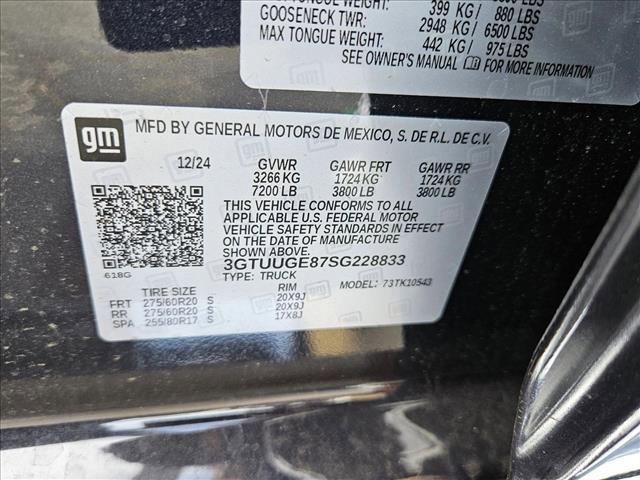 399 KG / 880 LBS
GOOSENECK TWR: 2948 KG / 6500 LBS
MAX TONGUE WEIGHT: 442 KG / 975 LBS
SEE OWNER'S MANUAL FOR MORE INFORMATION
gm MFD BY GENERAL MOTORS DE MEXICO, S. DE R.L. DE C.V.
12/24 GVWR GAWR FRT GAWR RR
3266 KG 1724 KG 1724 KG
7200 LB 3800 LB 3800 LB
THIS VEHICLE CONFORMS TO ALL
APPLICABLE U.S. FEDERAL MOTOR
VEHICLE SAFETY STANDARDS IN EFFECT
ON THE DATE OF MANUFACTURE SHOWN ABOVE.
3GTUUGE87SG228833
618G TYPE: TRUCK MODEL: 73TK10543
TIRE SIZE RIM
FRT 275/60R20 S 20X9J
RR 275/60R20 S 20X9J
SPA 255/80R17 S 17X8J